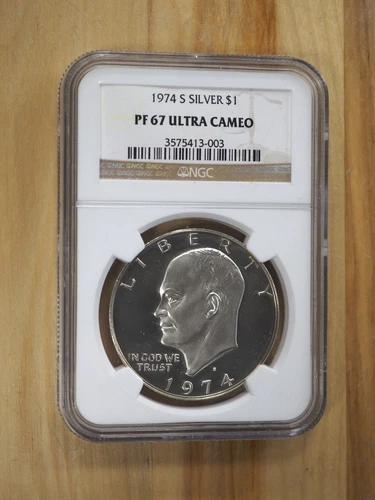 1974 S SILVER $1
PF 67 ULTRA CAMEO
3575413-003
NGC
LIBERTY
IN GOD WE
TRUST
S
1974